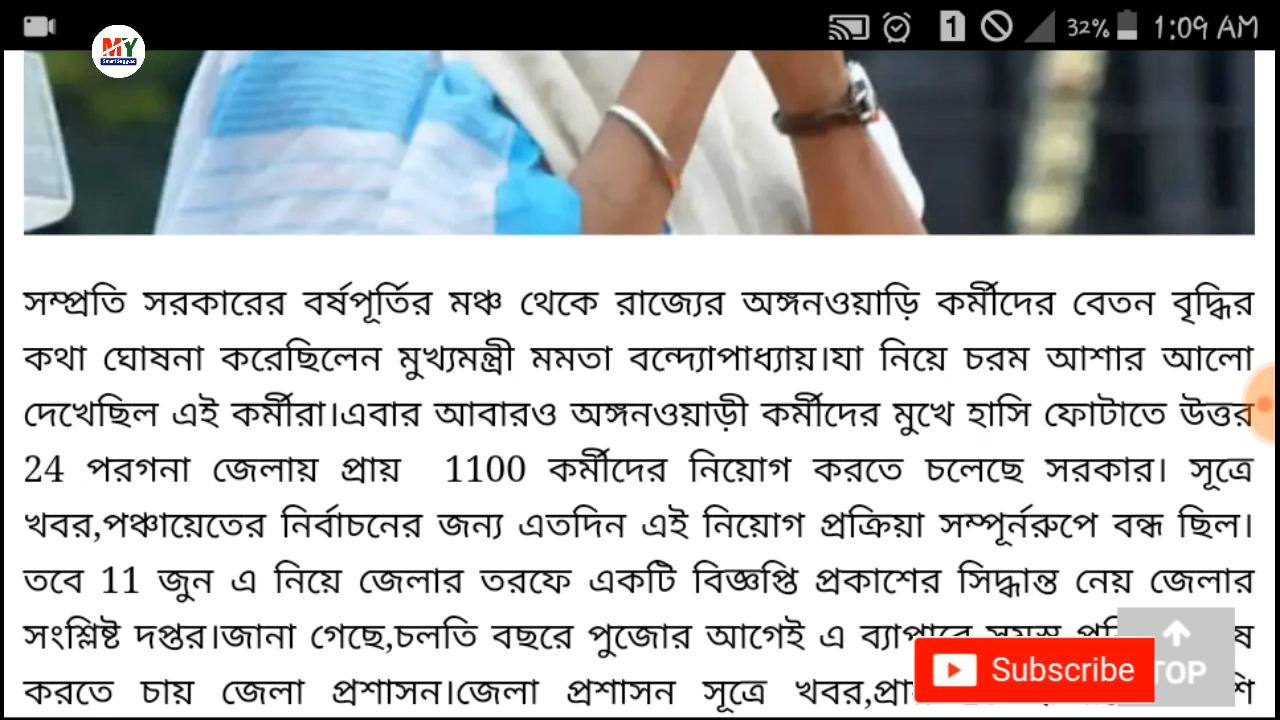 1 32% 1:09 AM
MY
সম্প্রতি সরকারের বর্ষপূর্তির মঞ্চ থেকে রাজ্যের অঙ্গনওয়াড়ি কর্মীদের বেতন বৃদ্ধির
কথা ঘোষনা করেছিলেন মুখ্যমন্ত্রী মমতা বন্দ্যোপাধ্যায়।যা নিয়ে চরম আশার আলো
দেখেছিল এই কর্মীরা।এবার আবারও অঙ্গনওয়াড়ী কর্মীদের মুখে হাসি ফোটাতে উত্তর
24 পরগনা জেলায় প্রায় 1100 কর্মীদের নিয়োগ করতে চলেছে সরকার। সূত্রে
খবর,পঞ্চায়েতের নির্বাচনের জন্য এতদিন এই নিয়োগ প্রক্রিয়া সম্পূর্নরুপে বন্ধ ছিল।
তবে 11 জুন এ নিয়ে জেলার তরফে একটি বিজ্ঞপ্তি প্রকাশের সিদ্ধান্ত নেয় জেলার
সংশ্লিষ্ট দপ্তর।জানা গেছে,চলতি বছরে পুজোর আগেই এ ব্যাপারে সমস্ত
করতে চায় জেলা প্রশাসন।জেলা প্রশাসন সূত্রে খবর,
Subscribe
TOP